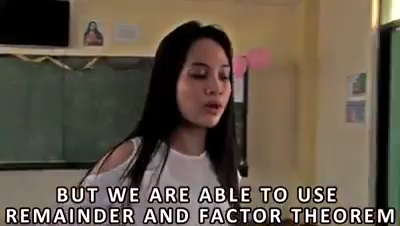 BUT WE ARE ABLE TO USE
REMAINDER AND FACTOR THEOREM